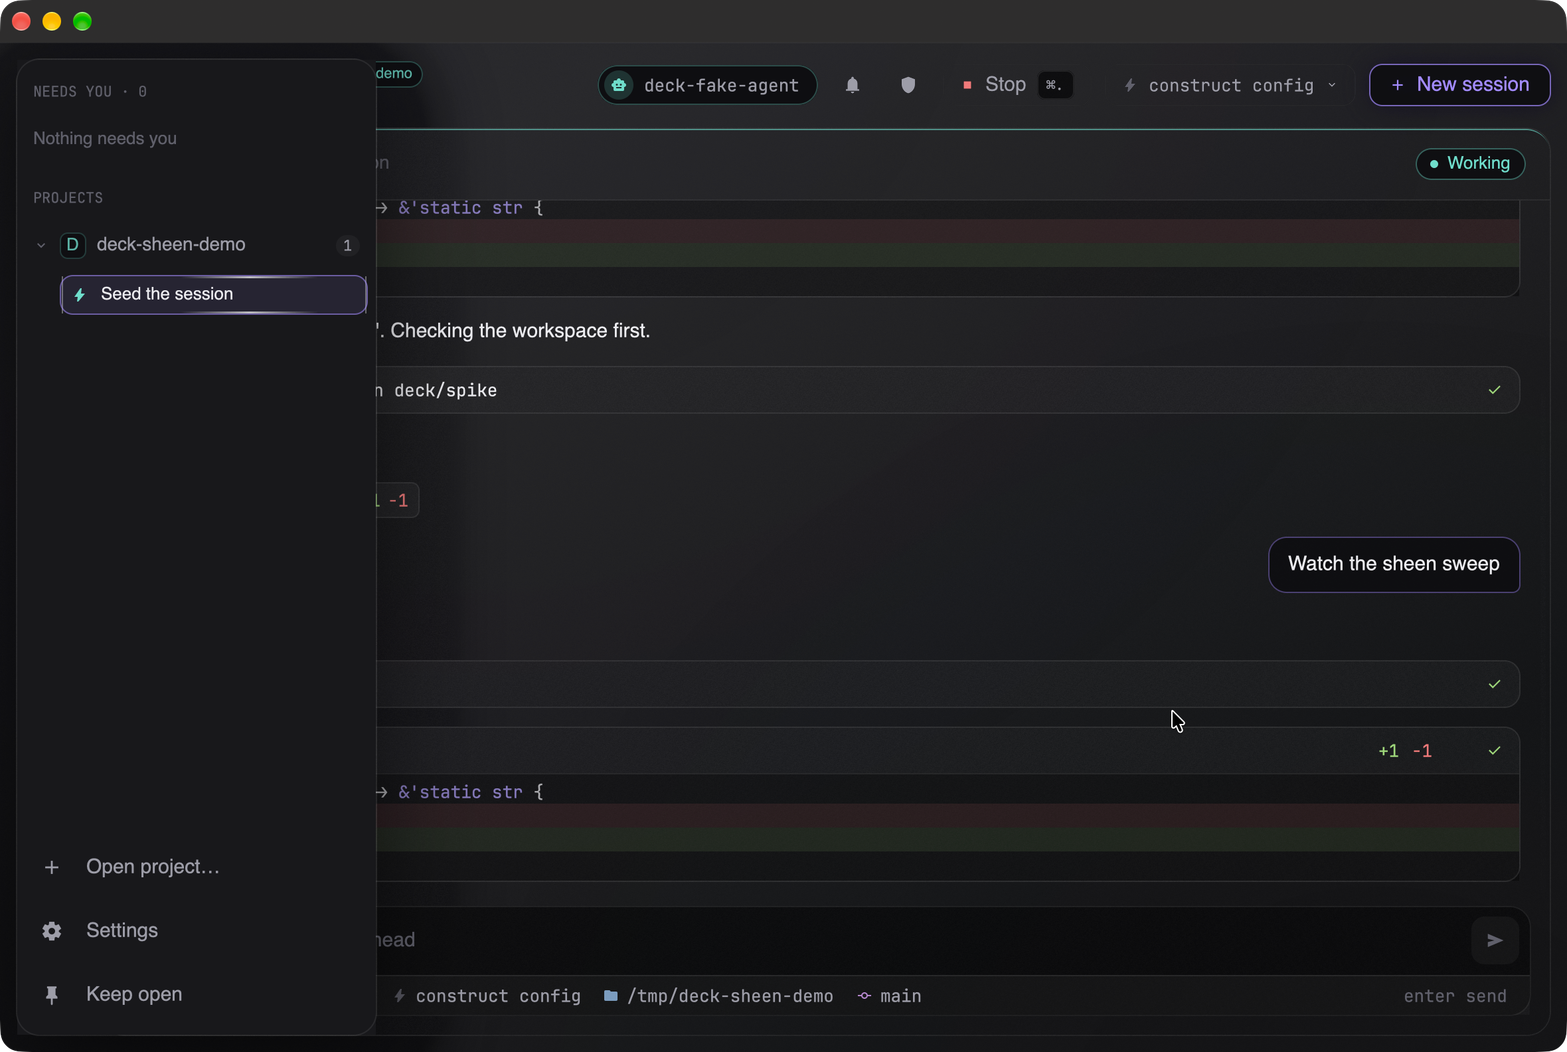 NEEDS YOU · 0
Nothing needs you
PROJECTS
D deck-sheen-demo 1
Seed the session
Open project…
Settings
Keep open
demo
deck-fake-agent
Stop ⌘.
construct config
+ New session
on
Working
→ &'static str {
'. Checking the workspace first.
n deck/spike
-1
Watch the sheen sweep
+1 -1
→ &'static str {
head
construct config /tmp/deck-sheen-demo main
enter send